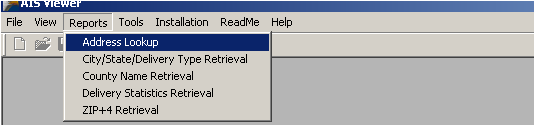 AIS Viewer
File View Reports Tools Installation ReadMe Help
Address Lookup
City/State/Delivery Type Retrieval
County Name Retrieval
Delivery Statistics Retrieval
ZIP+4 Retrieval